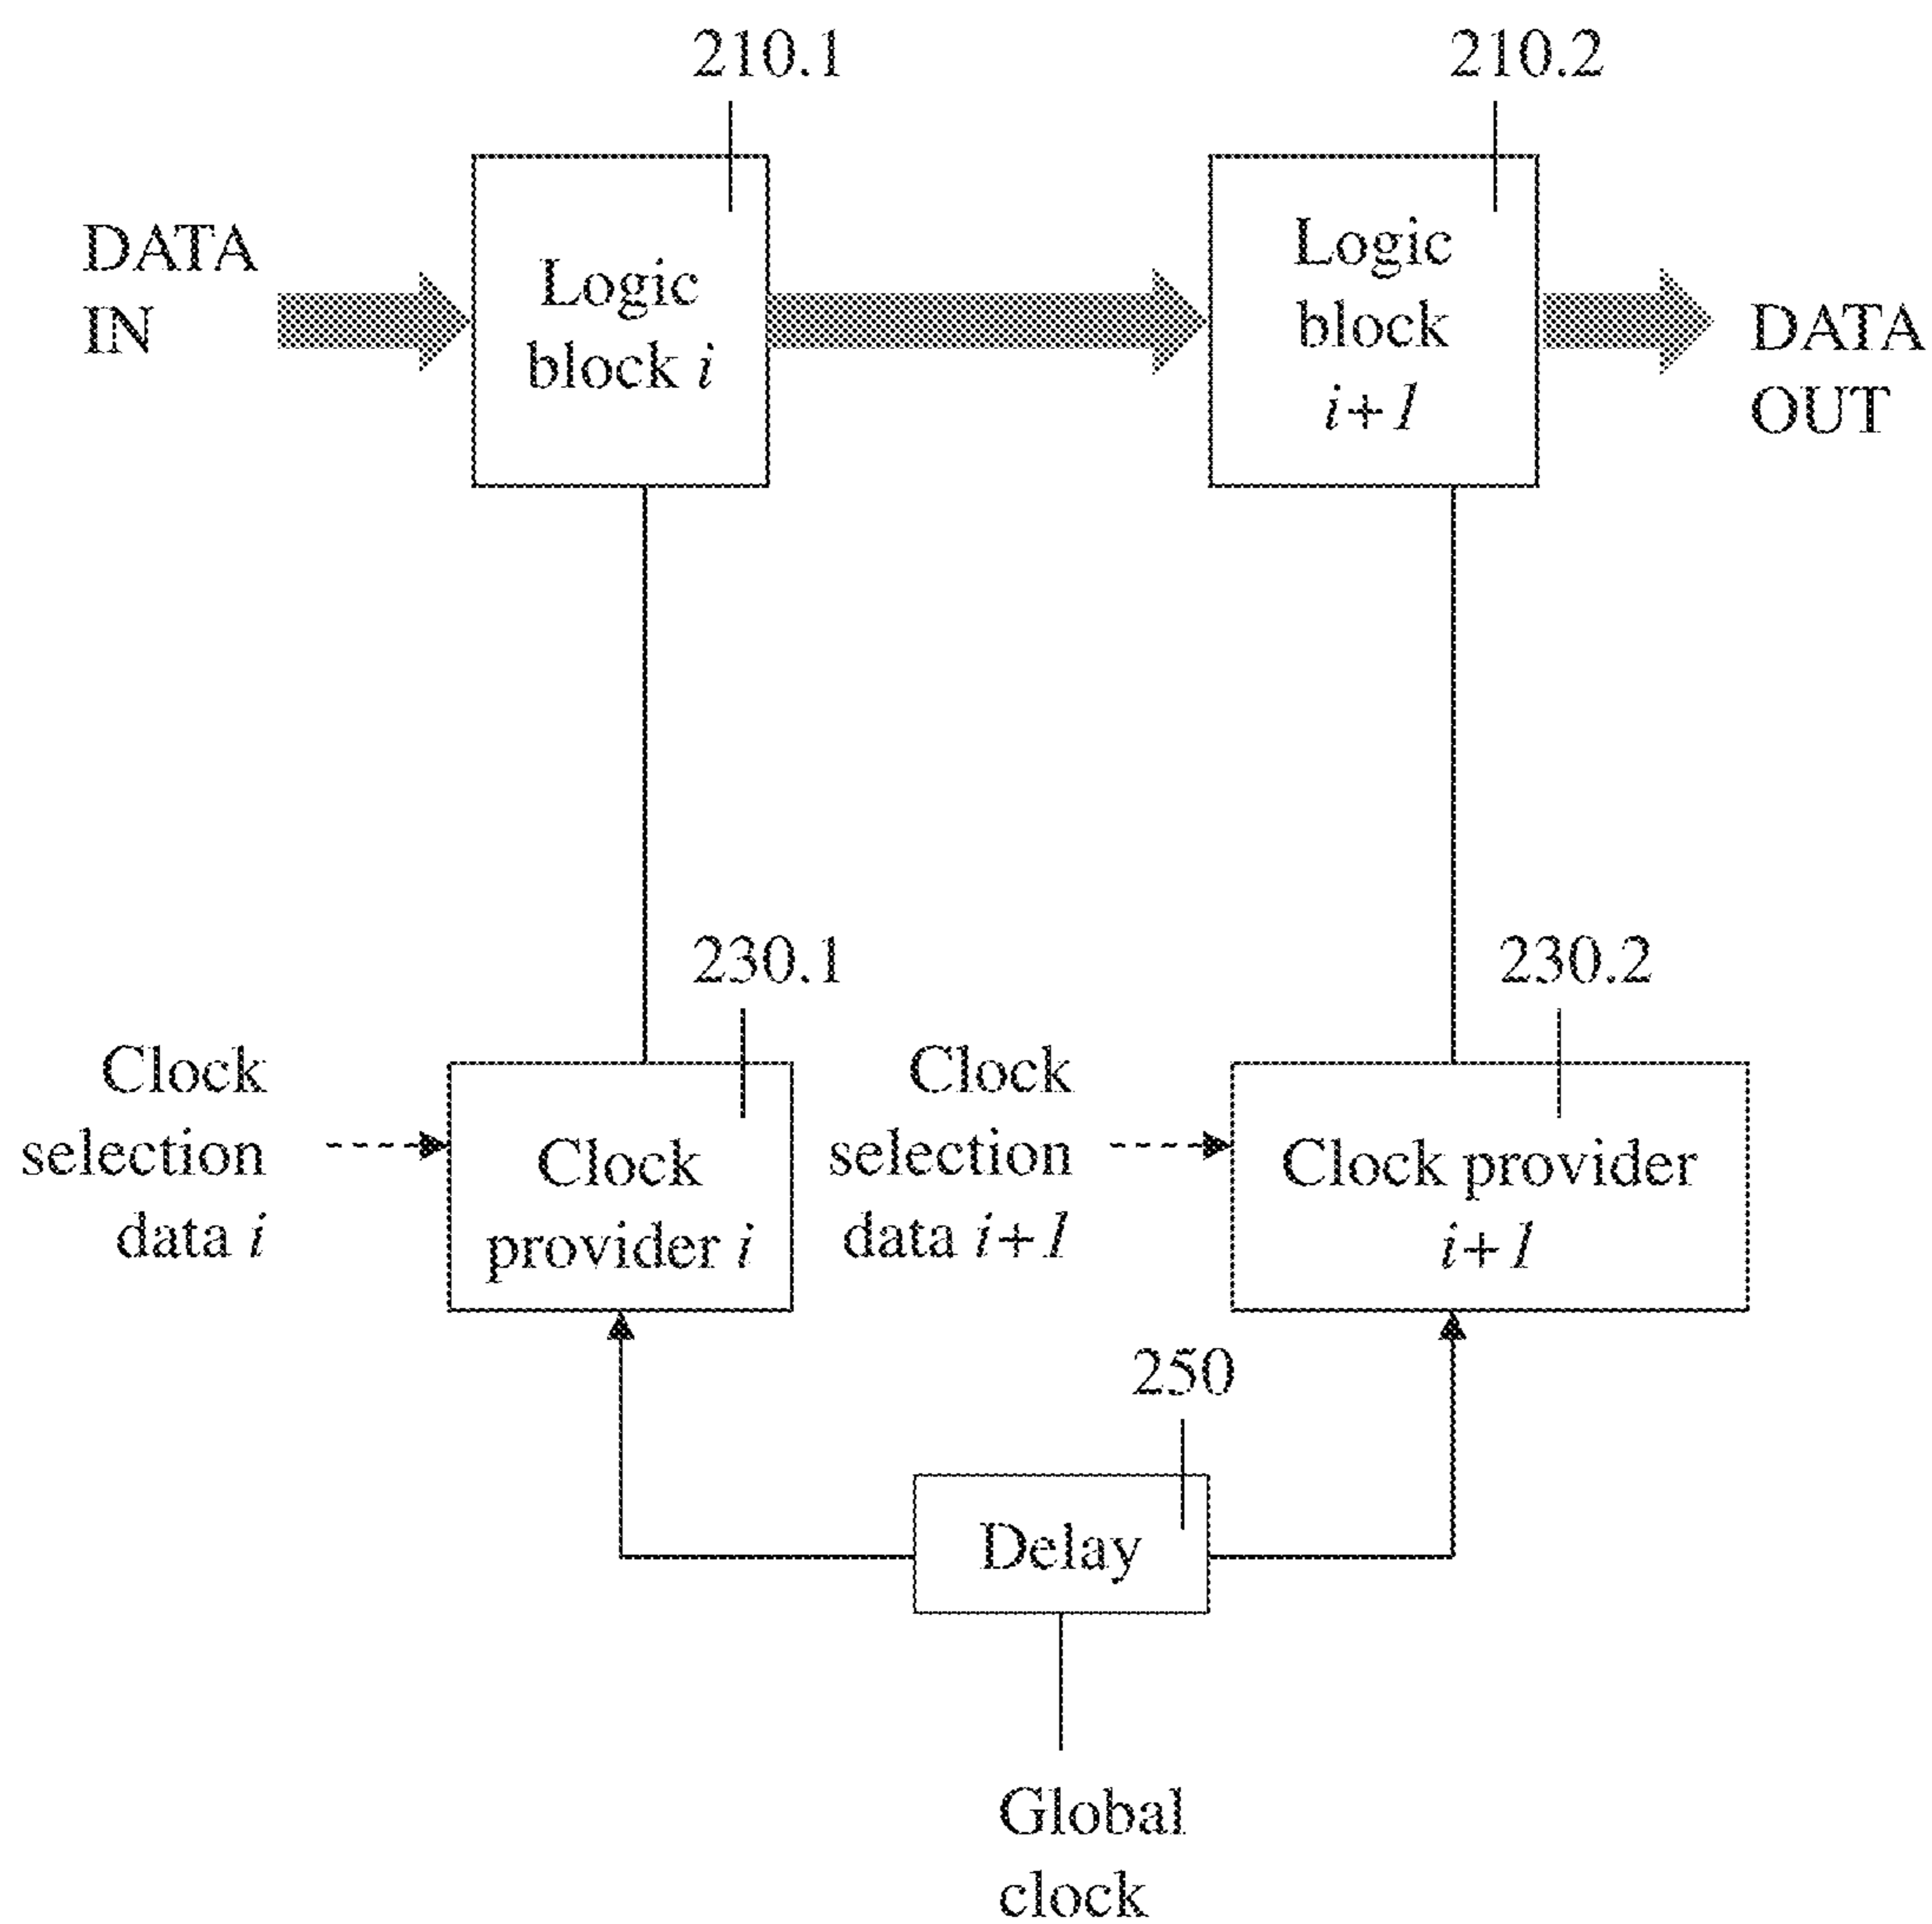 210.1
210.2
DATA
IN
Logic
block i
Logic
block
i+1
DATA
OUT
230.1
230.2
Clock
selection
data i
Clock
provider i
Clock
selection
data i+1
Clock provider
i+1
250
Delay
Global
clock